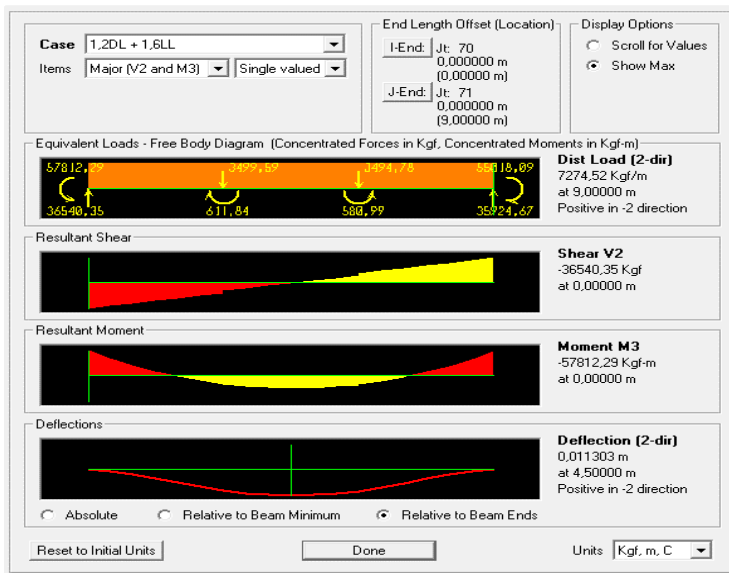 Case 1,2DL + 1,6LL
Items Major (V2 and M3) Single valued
End Length Offset (Location)
I-End: Jt: 70
0,000000 m
(0,00000 m)
J-End: Jt: 71
0,000000 m
(9,00000 m)
Display Options
Scroll for Values
Show Max
Equivalent Loads - Free Body Diagram (Concentrated Forces in Kgf, Concentrated Moments in Kgf-m)
57812,29 3499,59 3494,78 55018,09
36540,35 611,84 580,99 35924,67
Dist Load (2-dir)
7274,52 Kgf/m
at 9,00000 m
Positive in -2 direction
Resultant Shear
Shear V2
-36540,35 Kgf
at 0,00000 m
Resultant Moment
Moment M3
-57812,29 Kgf-m
at 0,00000 m
Deflections
Deflection (2-dir)
0,011303 m
at 4,50000 m
Positive in -2 direction
Absolute Relative to Beam Minimum Relative to Beam Ends
Reset to Initial Units Done Units Kgf, m, C